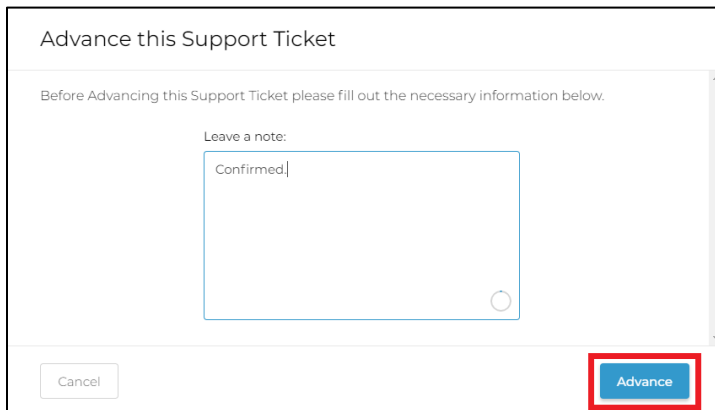 Advance this Support Ticket
Before Advancing this Support Ticket please fill out the necessary information below.
Leave a note:
Confirmed.
Cancel
Advance